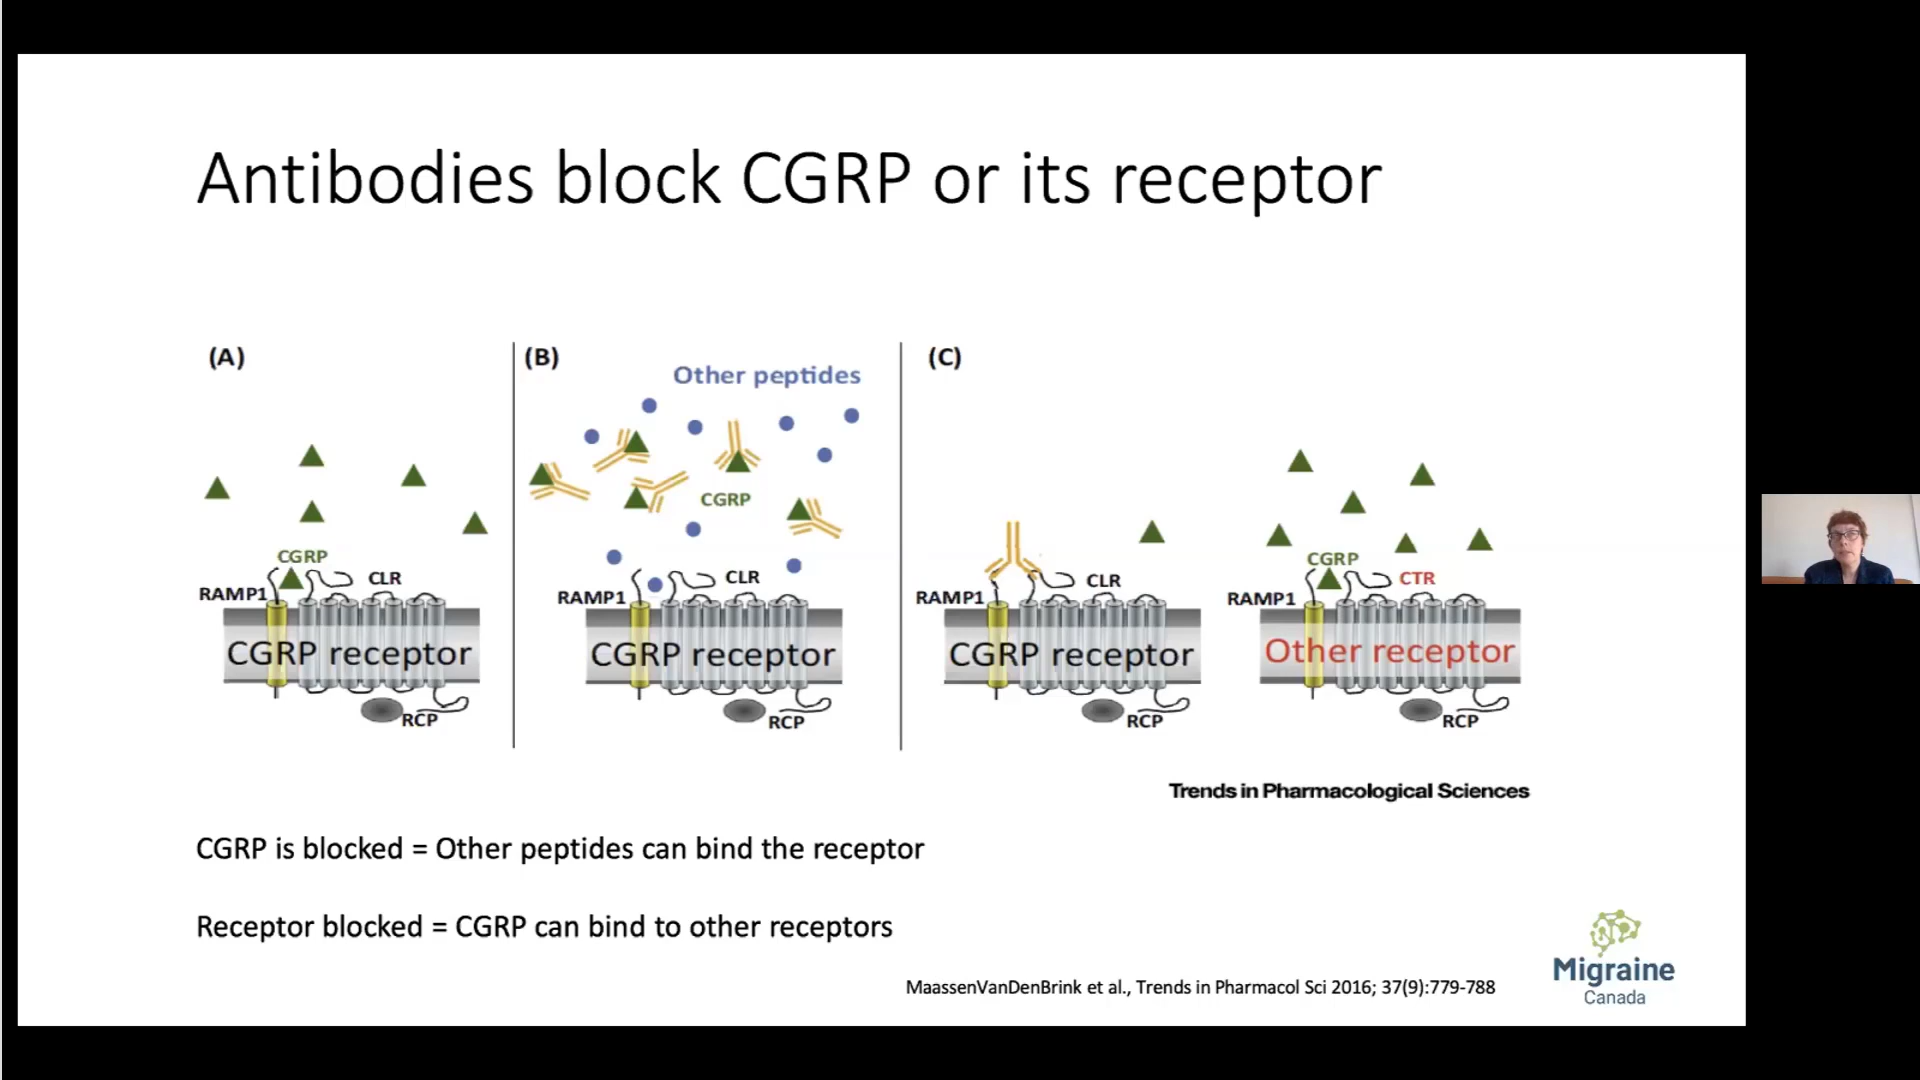 Antibodies block CGRP or its receptor
(A)
CGRP
RAMP1
CLR
CGRP receptor
RCP
(B)
Other peptides
CGRP
RAMP1
CLR
CGRP receptor
RCP
(C)
RAMP1
CLR
CGRP receptor
RCP
CGRP
RAMP1
CTR
Other receptor
RCP
Trends in Pharmacological Sciences
CGRP is blocked = Other peptides can bind the receptor
Receptor blocked = CGRP can bind to other receptors
MaassenVanDenBrink et al., Trends in Pharmacol Sci 2016; 37(9):779-788
Migraine
Canada